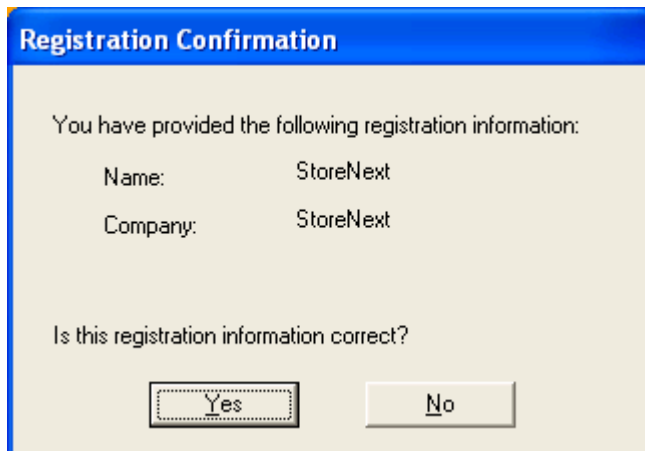 Registration Confirmation
You have provided the following registration information:
Name: StoreNext
Company: StoreNext
Is this registration information correct?
Yes No